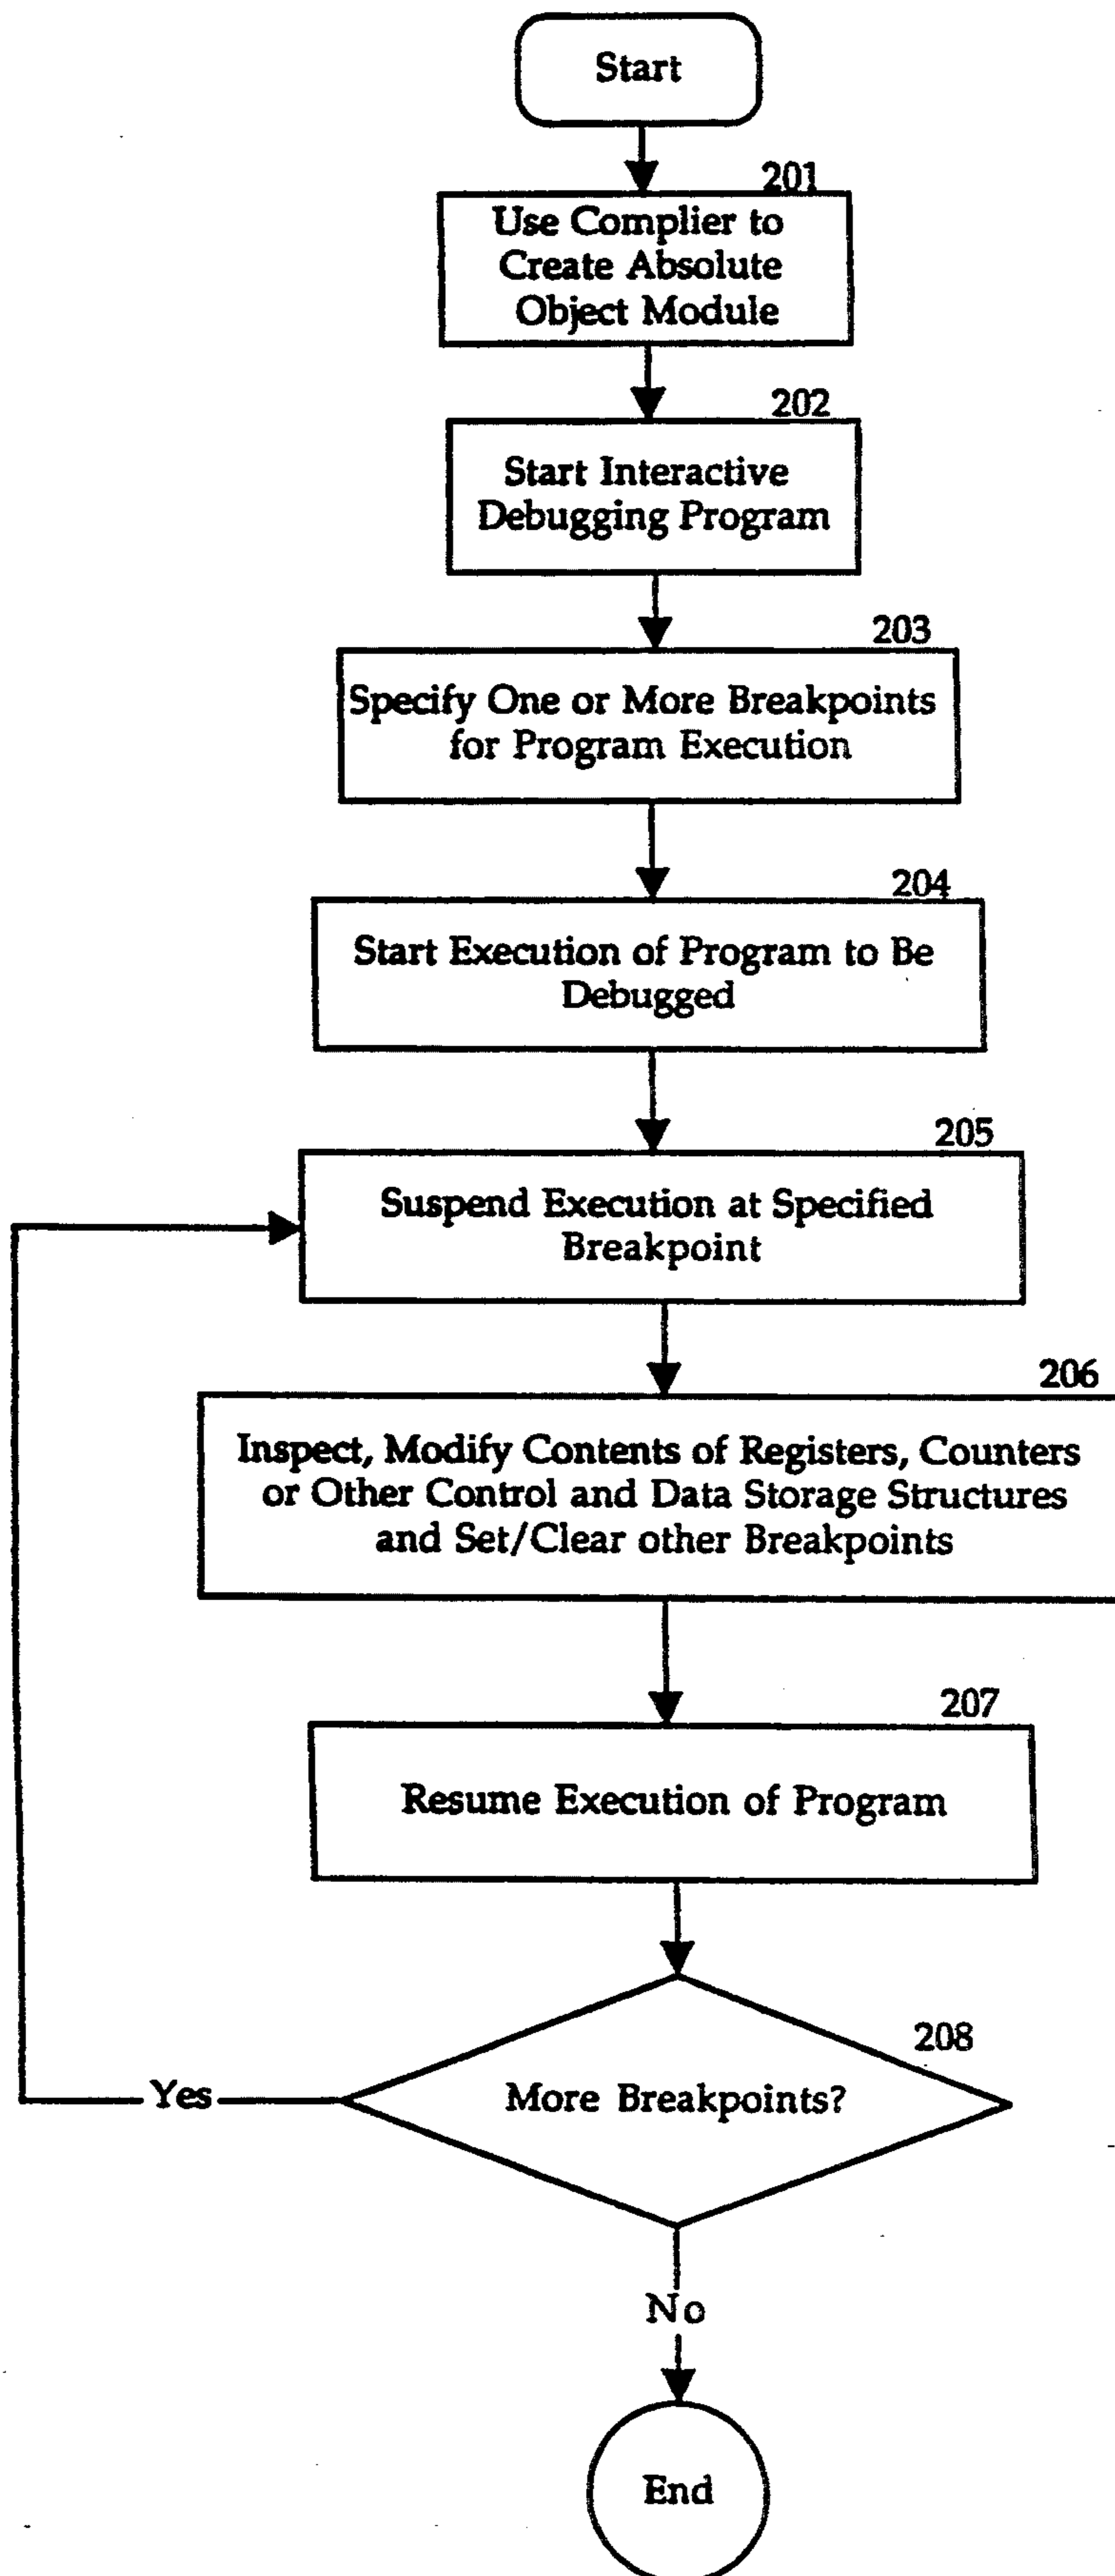 Start
201
Use Complier to
Create Absolute
Object Module
202
Start Interactive
Debugging Program
203
Specify One or More Breakpoints
for Program Execution
204
Start Execution of Program to Be
Debugged
205
Suspend Execution at Specified
Breakpoint
206
Inspect, Modify Contents of Registers, Counters
or Other Control and Data Storage Structures
and Set/Clear other Breakpoints
207
Resume Execution of Program
208
More Breakpoints?
Yes
No
End